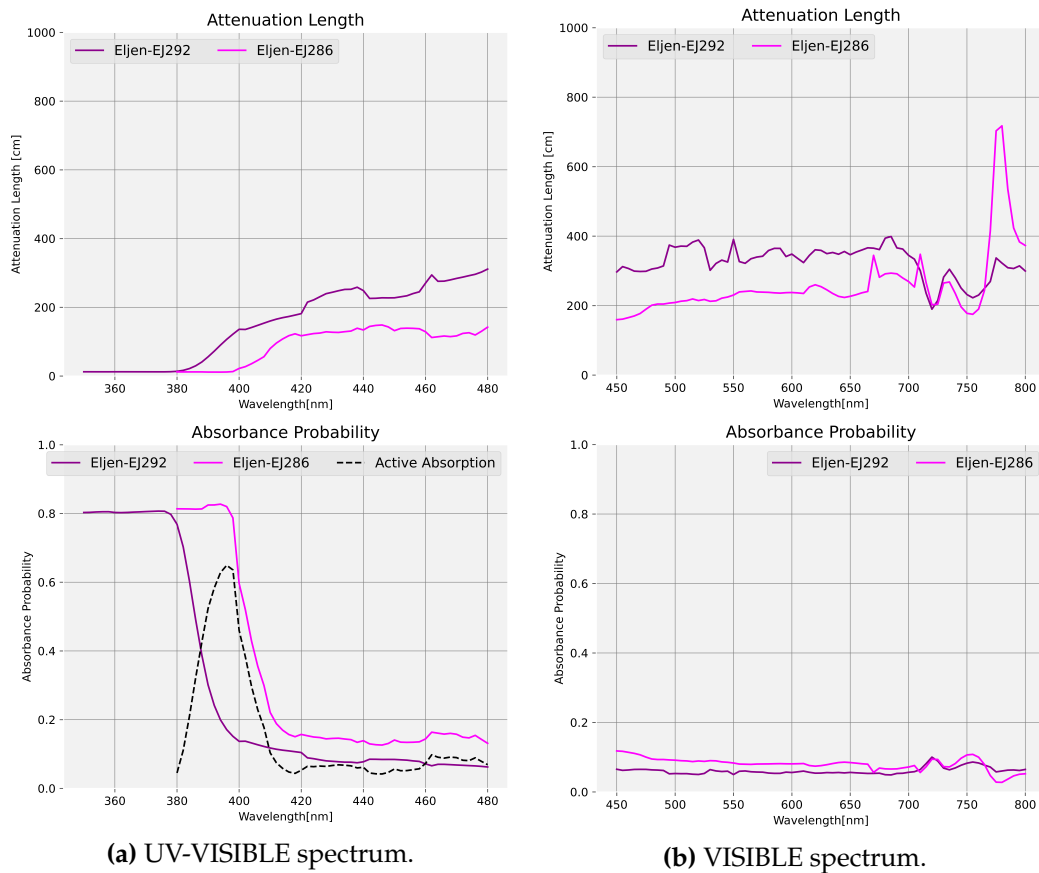 Attenuation Length
Eljen-EJ292
Eljen-EJ286
1000
800
600
400
200
0
Attenuation Length [cm]
360
380
400
420
440
460
480
Wavelength[nm]
Attenuation Length
Eljen-EJ292
Eljen-EJ286
1000
800
600
400
200
0
Attenuation Length [cm]
450
500
550
600
650
700
750
800
Wavelength[nm]
Absorbance Probability
Eljen-EJ292
Eljen-EJ286
Active Absorption
1.0
0.8
0.6
0.4
0.2
0.0
Absorbance Probability
360
380
400
420
440
460
480
Wavelength[nm]
(a) UV-VISIBLE spectrum.
Absorbance Probability
Eljen-EJ292
Eljen-EJ286
1.0
0.8
0.6
0.4
0.2
0.0
Absorbance Probability
450
500
550
600
650
700
750
800
Wavelength[nm]
(b) VISIBLE spectrum.